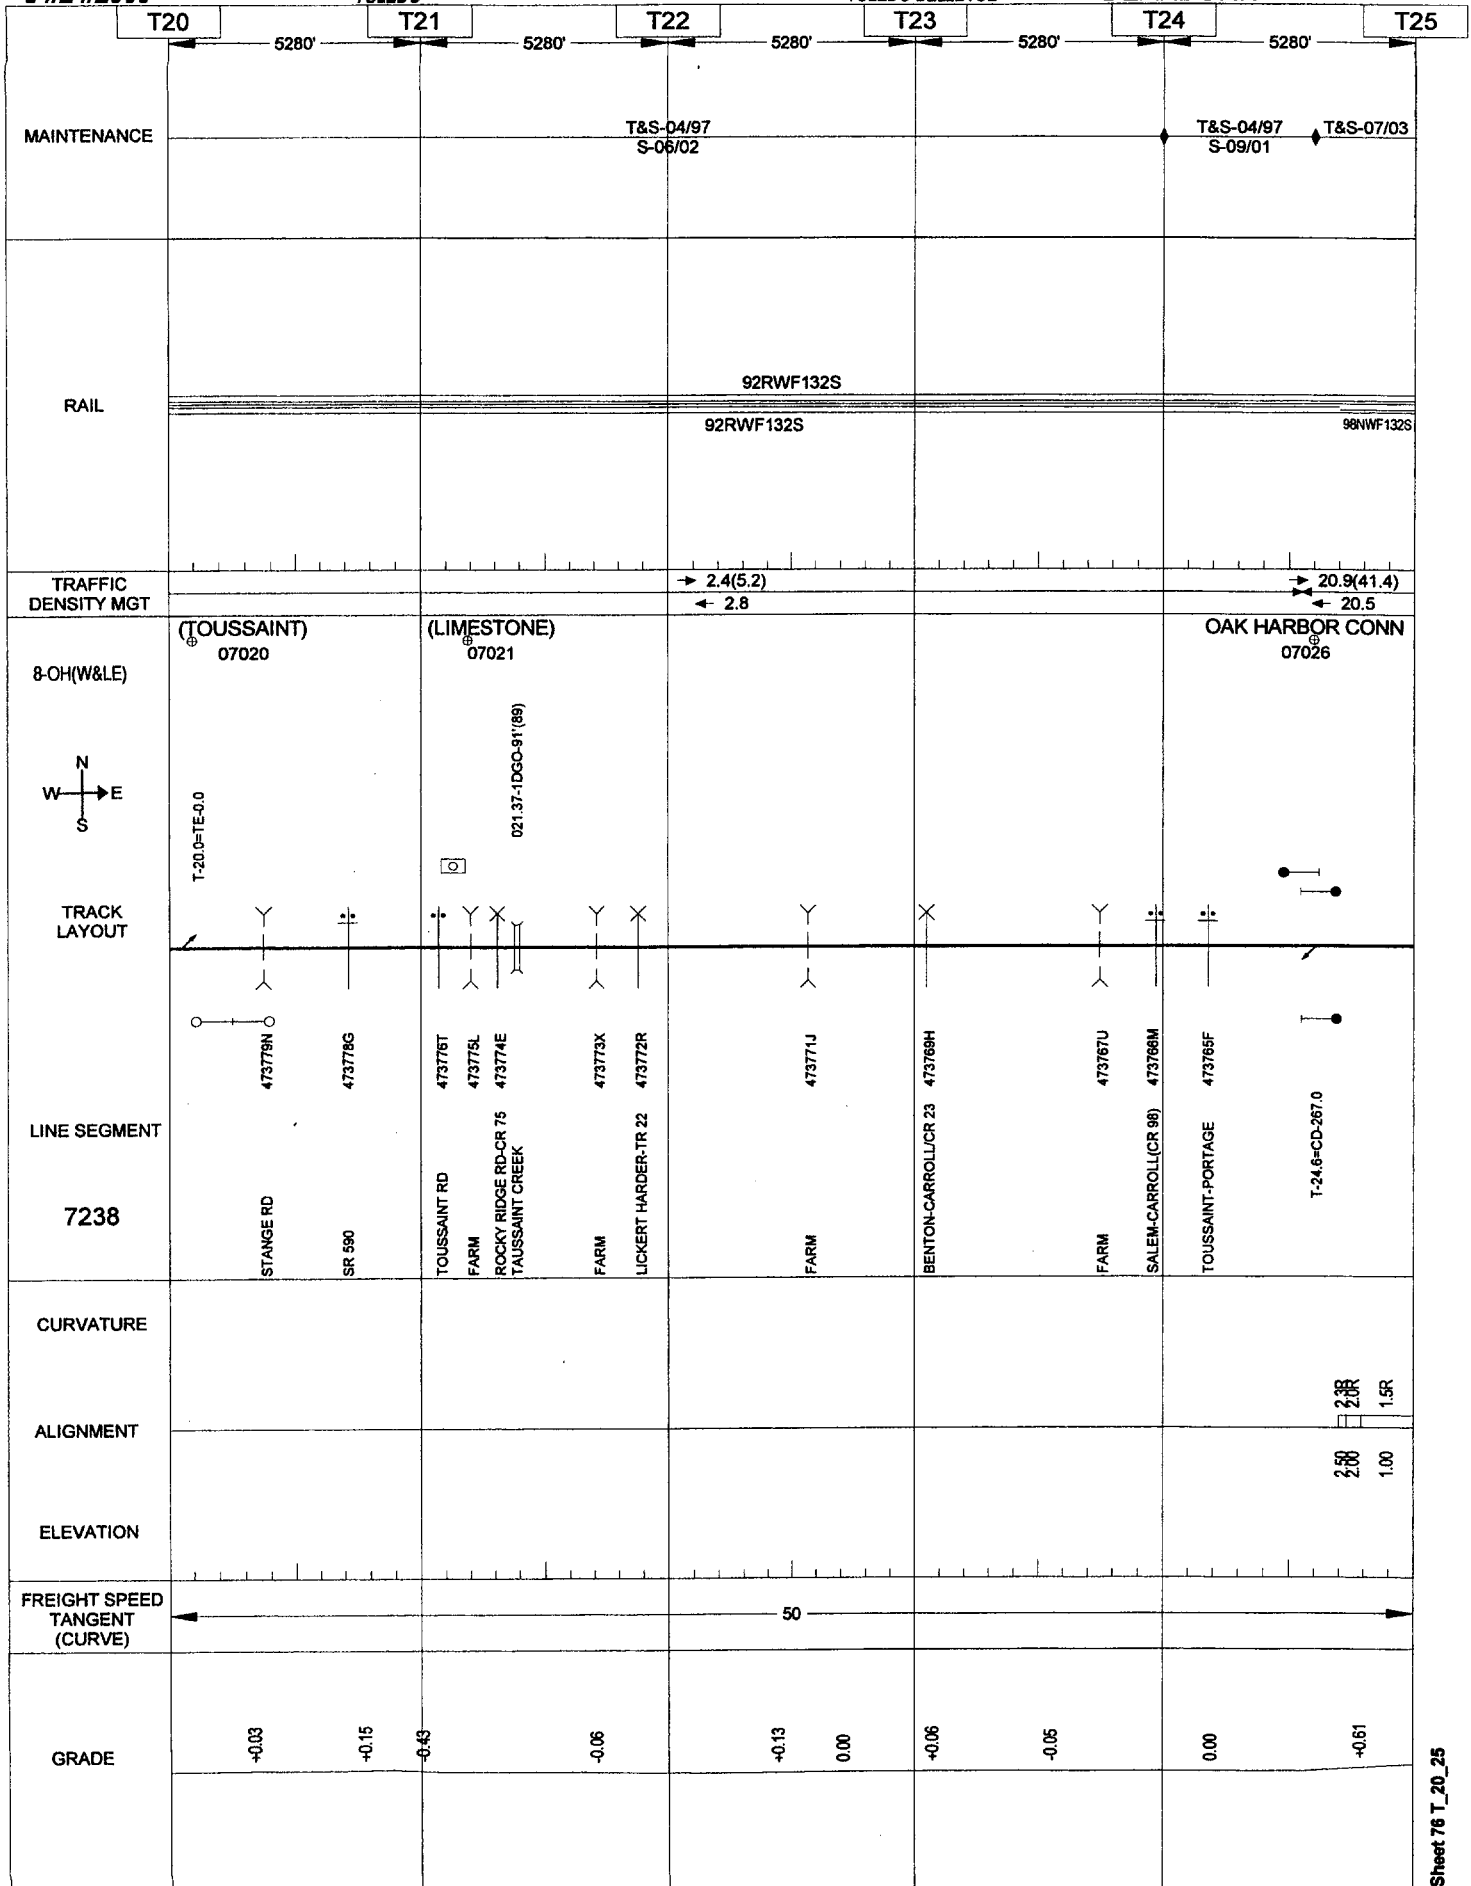 T20 T21 T22 T23 T24 T25
5280' 5280' 5280' 5280' 5280'
MAINTENANCE
T&S-04/97 T&S-04/97 T&S-07/03
S-06/02 S-09/01
RAIL
92RWF132S
92RWF132S 98NWF132S
TRAFFIC
DENSITY MGT
2.4(5.2) 20.9(41.4)
2.8 20.5
(TOUSSAINT) (LIMESTONE) OAK HARBOR CONN
07020 07021 07026
8-OH(W&LE)
N
W E
S
T-20.0=TE-0.0
021.37-1DGO-91'(89)
TRACK
LAYOUT
LINE SEGMENT
7238
STANGE RD 473779N
SR 590 473778G
TOUSSAINT RD 473776T
FARM 473775L
ROCKY RIDGE RD-CR 75 473774E
TAUSSAINT CREEK
FARM 473773X
LICKERT HARDER-TR 22 473772R
FARM 473771J
BENTON-CARROLL/CR 23 473769H
FARM 473767U
SALEM-CARROLL(CR 98) 473766M
TOUSSAINT-PORTAGE 473765F
T-24.6=CD-267.0
CURVATURE
2.3R 2.0R 1.5R
ALIGNMENT
2.50 2.00 1.00
ELEVATION
FREIGHT SPEED
TANGENT
(CURVE)
50
GRADE
+0.03 +0.15 +0.43 -0.06 +0.13 0.00 +0.06 -0.05 0.00 +0.61
Sheet 76 T_20_25